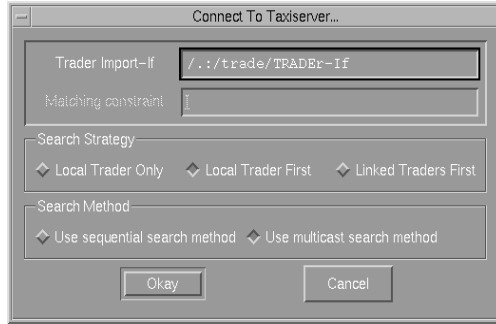 Connect To Taxiserver...
Trader Import-If /.:/trade/TRADEr-If
Matching constraint
Search Strategy
Local Trader Only Local Trader First Linked Traders First
Search Method
Use sequential search method Use multicast search method
Okay Cancel